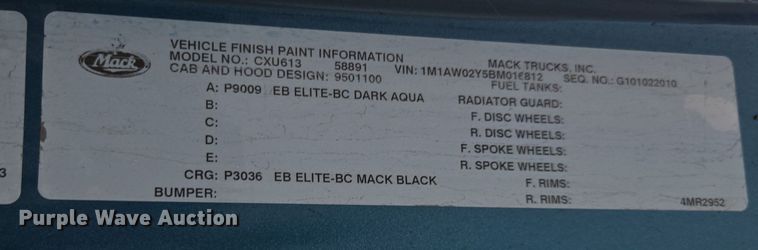 Mack
VEHICLE FINISH PAINT INFORMATION
MACK TRUCKS, INC.
MODEL NO.: CXU613 58891 VIN: 1M1AW02Y5BM016812 SEQ. NO.: G101022010
CAB AND HOOD DESIGN: 9501100 FUEL TANKS:
A: P9009 EB ELITE-BC DARK AQUA RADIATOR GUARD:
B: F. DISC WHEELS:
C: R. DISC WHEELS:
D: F. SPOKE WHEELS:
E: R. SPOKE WHEELS:
CRG: P3036 EB ELITE-BC MACK BLACK F. RIMS:
BUMPER: R. RIMS: 4MR2952
3
Purple Wave Auction